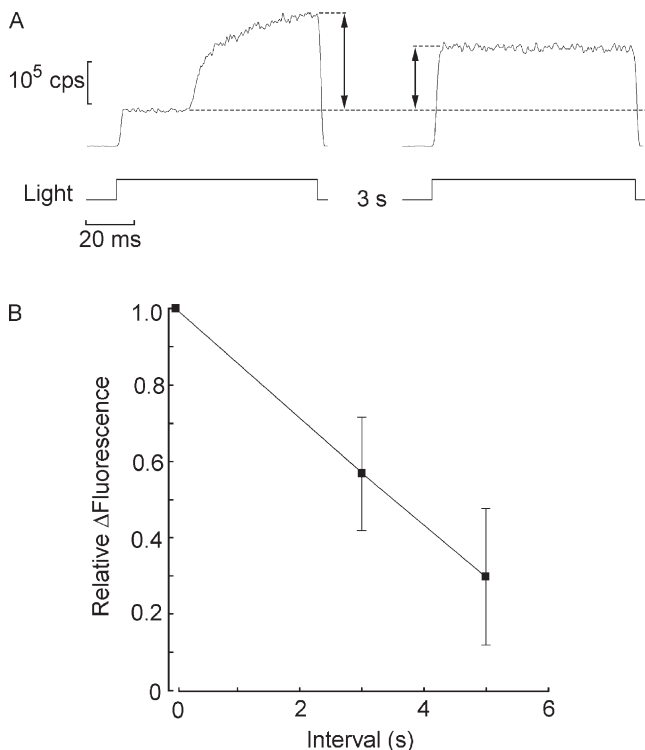 A
10⁵ cps
Light
3 s
20 ms
B
1.0
0.8
0.6
0.4
0.2
0
Relative ΔFluorescence
0 2 4 6
Interval (s)